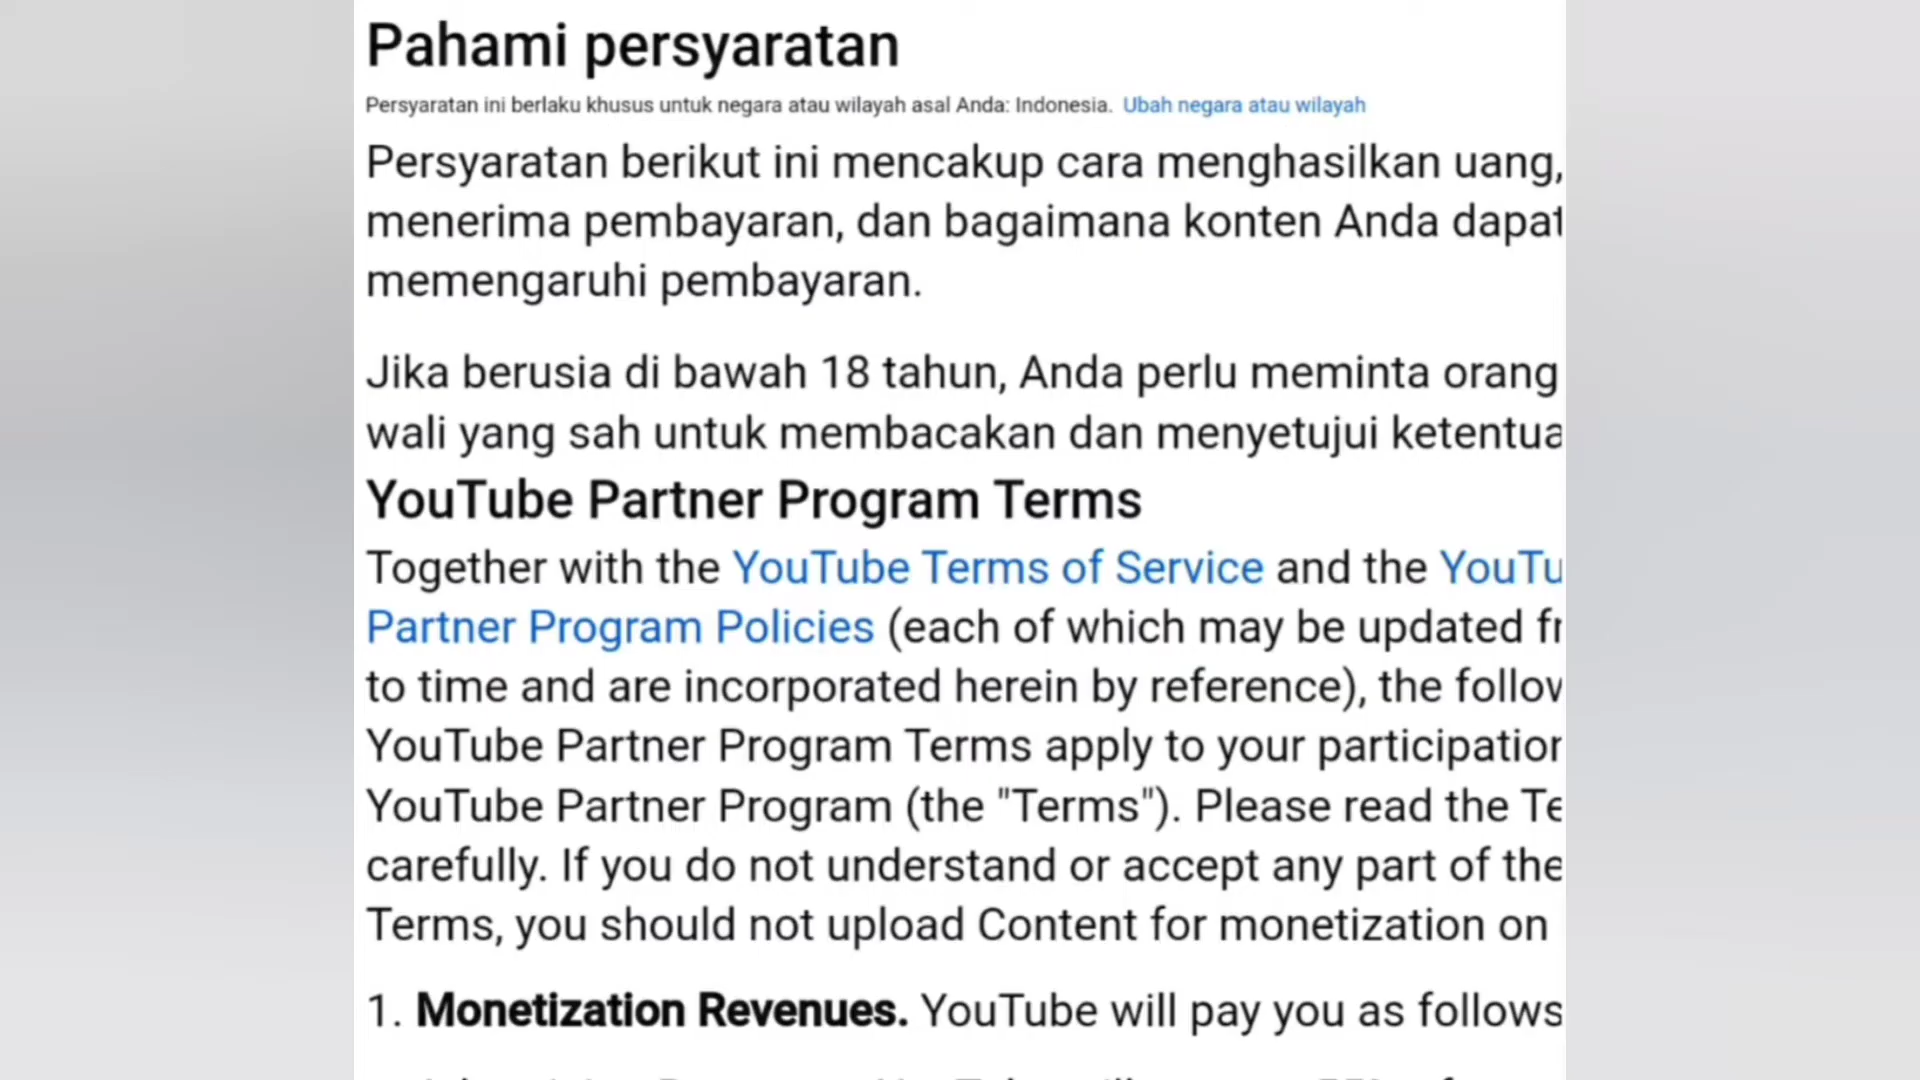 Pahami persyaratan
Persyaratan ini berlaku khusus untuk negara atau wilayah asal Anda: Indonesia. Ubah negara atau wilayah
Persyaratan berikut ini mencakup cara menghasilkan uang,
menerima pembayaran, dan bagaimana konten Anda dapat
memengaruhi pembayaran.
Jika berusia di bawah 18 tahun, Anda perlu meminta orang
wali yang sah untuk membacakan dan menyetujui
YouTube Partner Program Terms
Together with the YouTube Terms of Service and the
Partner Program Policies (each of which may be updated
to time and are incorporated herein by reference), the
YouTube Partner Program Terms apply to your
YouTube Partner Program (the "Terms"). Please read the
carefully. If you do not understand or accept any part of the
Terms, you should not upload Content for monetization on
1. Monetization Revenues. YouTube will pay you as follows